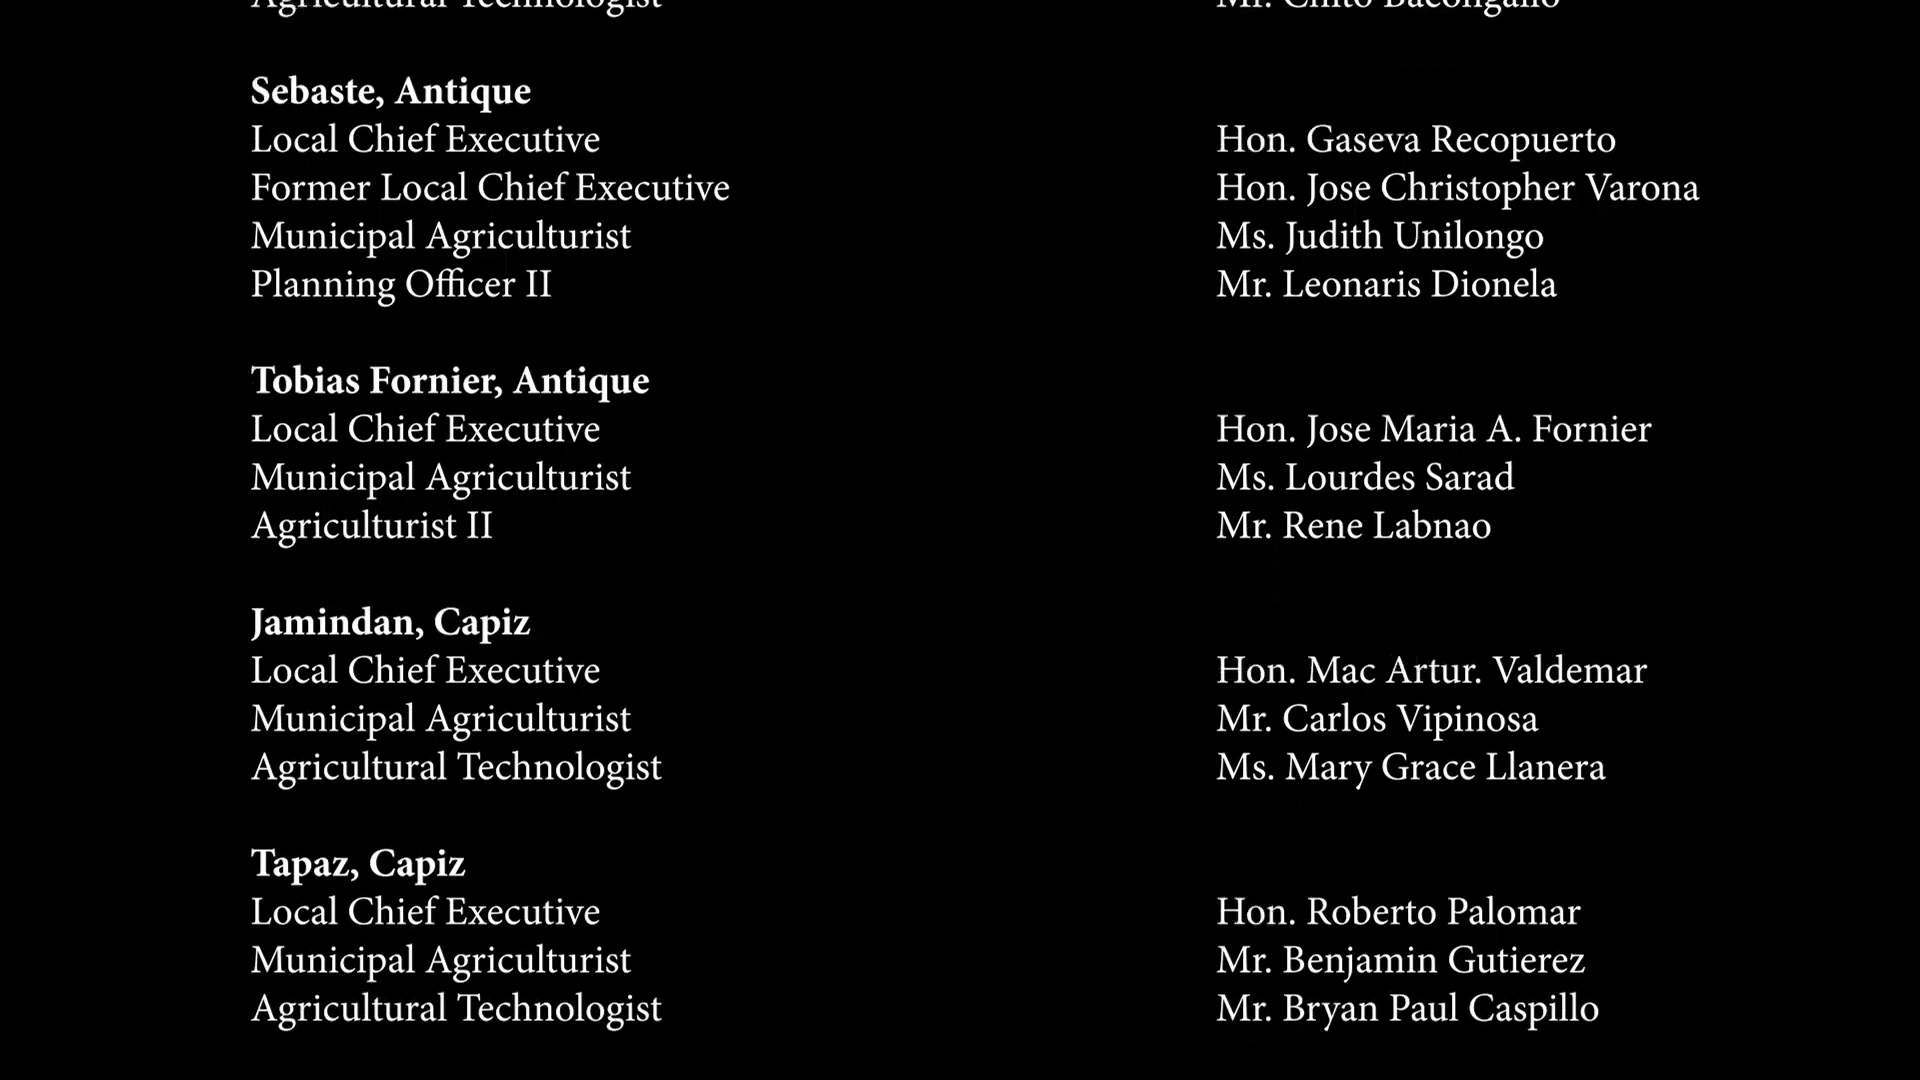 Agricultural Technologist Mr. Chito Bacongallo
Sebaste, Antique
Local Chief Executive Hon. Gaseva Recopuerto
Former Local Chief Executive Hon. Jose Christopher Varona
Municipal Agriculturist Ms. Judith Unilongo
Planning Officer II Mr. Leonaris Dionela
Tobias Fornier, Antique
Local Chief Executive Hon. Jose Maria A. Fornier
Municipal Agriculturist Ms. Lourdes Sarad
Agriculturist II Mr. Rene Labnao
Jamindan, Capiz
Local Chief Executive Hon. Mac Artur. Valdemar
Municipal Agriculturist Mr. Carlos Vipinosa
Agricultural Technologist Ms. Mary Grace Llanera
Tapaz, Capiz
Local Chief Executive Hon. Roberto Palomar
Municipal Agriculturist Mr. Benjamin Gutierez
Agricultural Technologist Mr. Bryan Paul Caspillo